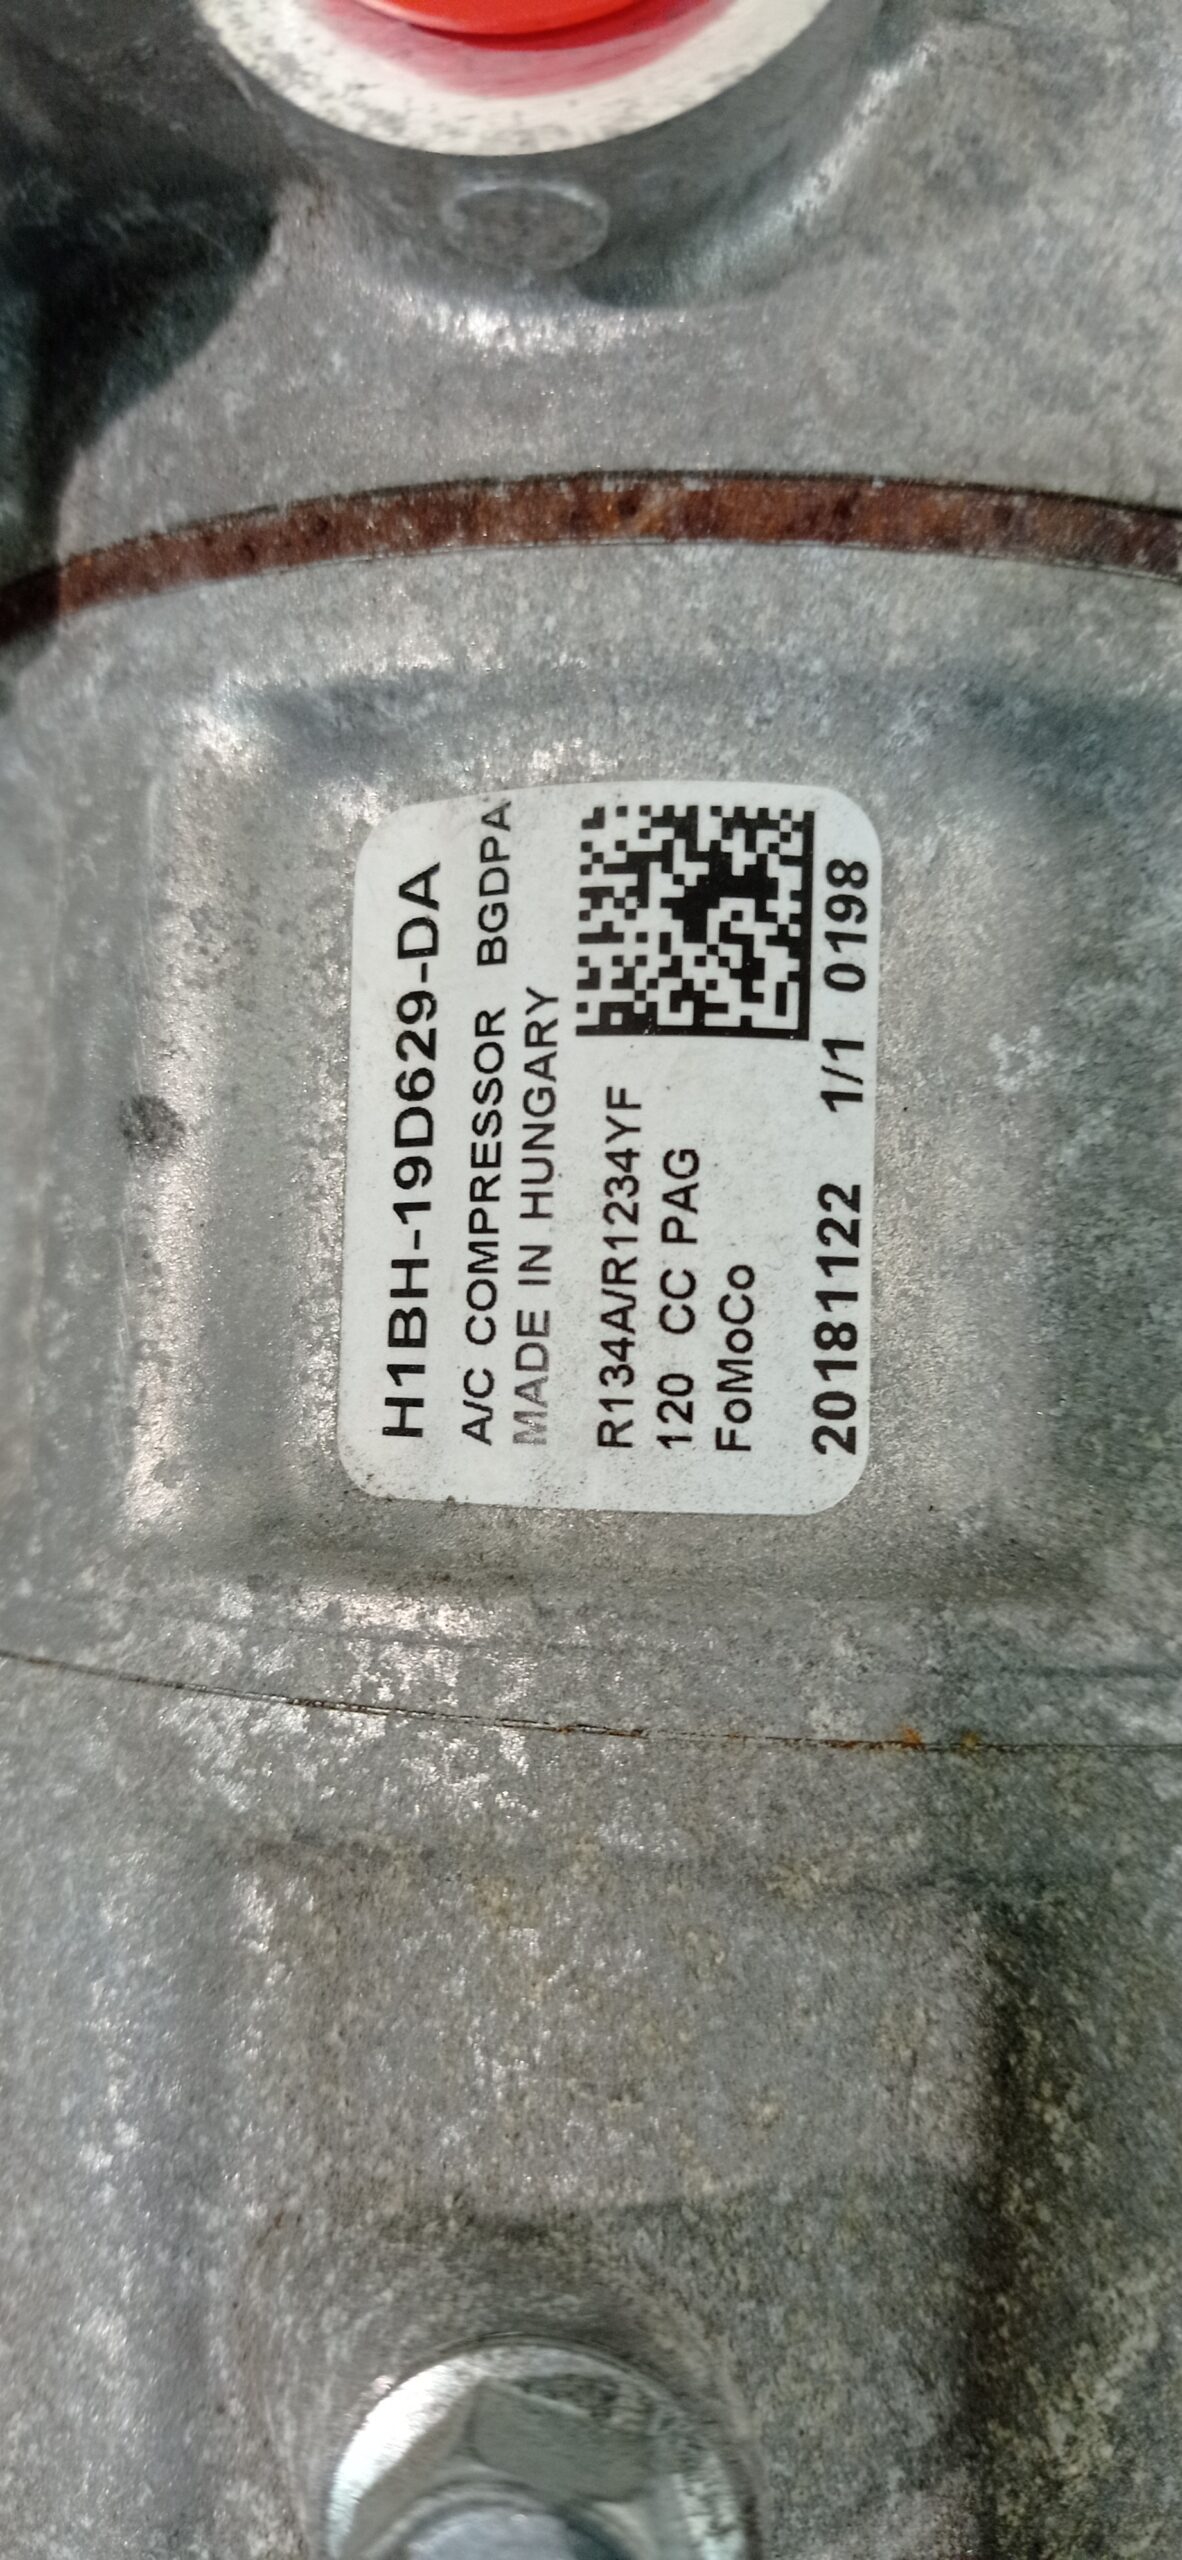 H1BH-19D629-DA
A/C COMPRESSOR BGDPA
MADE IN HUNGARY
R134A/R1234YF
120 CC PAG
FoMoCo
20181122 1/1 0198